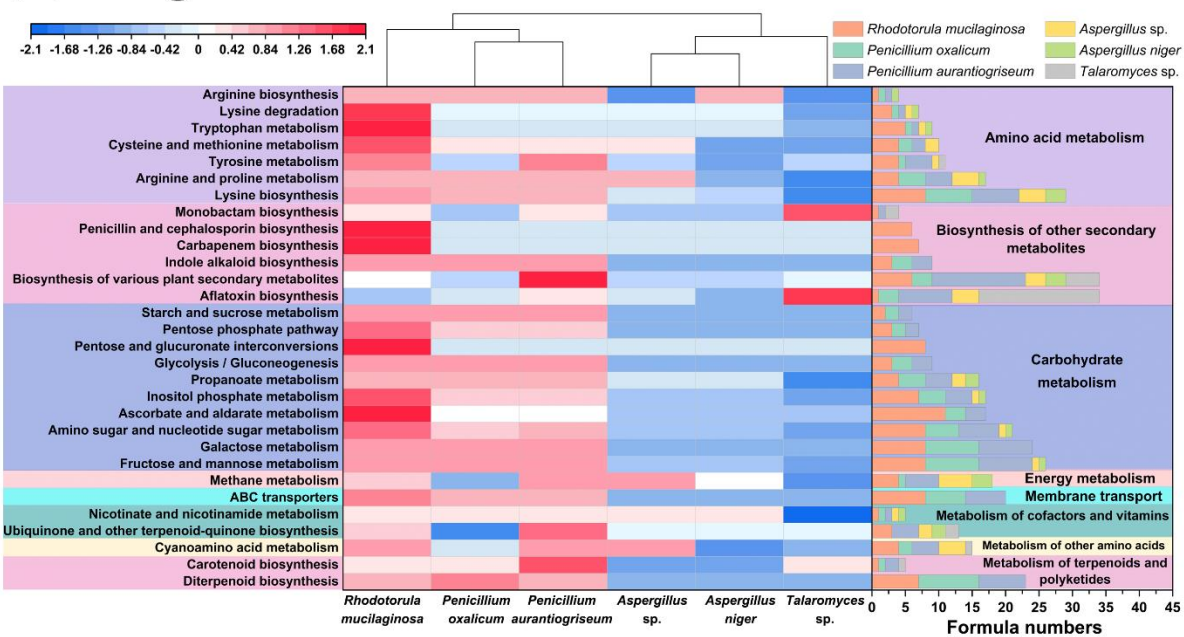 -2.1 -1.68 -1.26 -0.84 -0.42 0 0.42 0.84 1.26 1.68 2.1
Rhodotorula mucilaginosa
Aspergillus sp.
Penicillium oxalicum
Aspergillus niger
Penicillium aurantiogriseum
Talaromyces sp.
Arginine biosynthesis
Lysine degradation
Tryptophan metabolism
Cysteine and methionine metabolism
Tyrosine metabolism
Arginine and proline metabolism
Lysine biosynthesis
Monobactam biosynthesis
Penicillin and cephalosporin biosynthesis
Carbapenem biosynthesis
Indole alkaloid biosynthesis
Biosynthesis of various plant secondary metabolites
Aflatoxin biosynthesis
Starch and sucrose metabolism
Pentose phosphate pathway
Pentose and glucuronate interconversions
Glycolysis / Gluconeogenesis
Propanoate metabolism
Inositol phosphate metabolism
Ascorbate and aldarate metabolism
Amino sugar and nucleotide sugar metabolism
Galactose metabolism
Fructose and mannose metabolism
Methane metabolism
ABC transporters
Nicotinate and nicotinamide metabolism
Ubiquinone and other terpenoid-quinone biosynthesis
Cyanoamino acid metabolism
Carotenoid biosynthesis
Diterpenoid biosynthesis
Amino acid metabolism
Biosynthesis of other secondary
metabolites
Carbohydrate
metabolism
Energy metabolism
Membrane transport
Metabolism of cofactors and vitamins
Metabolism of other amino acids
Metabolism of terpenoids and
polyketides
Rhodotorula
mucilaginosa
Penicillium
oxalicum
Penicillium
aurantiogriseum
Aspergillus
sp.
Aspergillus
niger
Talaromyces
sp.
0 5 10 15 20 25 30 35 40 45
Formula numbers